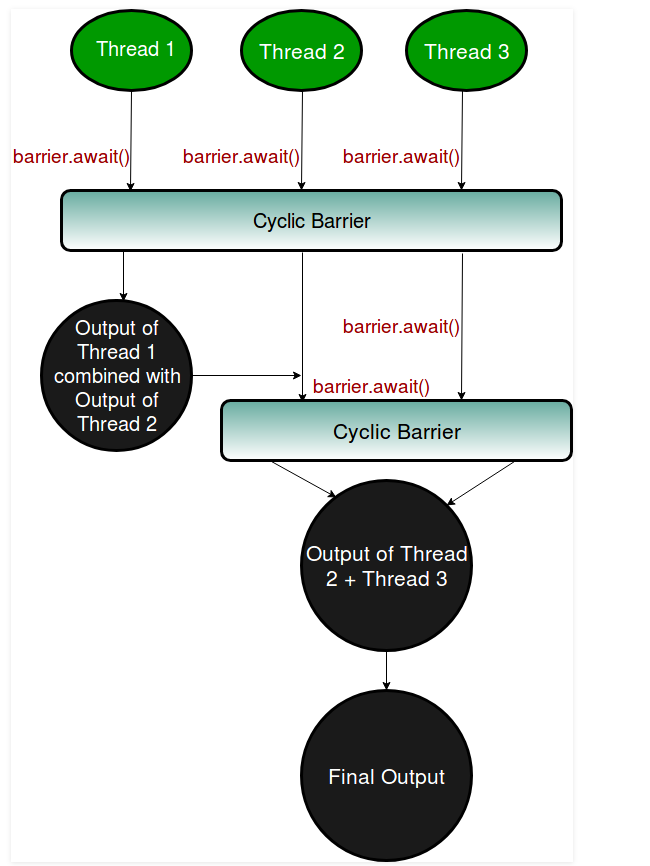 Thread 1
Thread 2
Thread 3
barrier.await()
barrier.await()
barrier.await()
Cyclic Barrier
Output of
Thread 1
combined with
Output of
Thread 2
barrier.await()
barrier.await()
Cyclic Barrier
Output of Thread
2 + Thread 3
Final Output